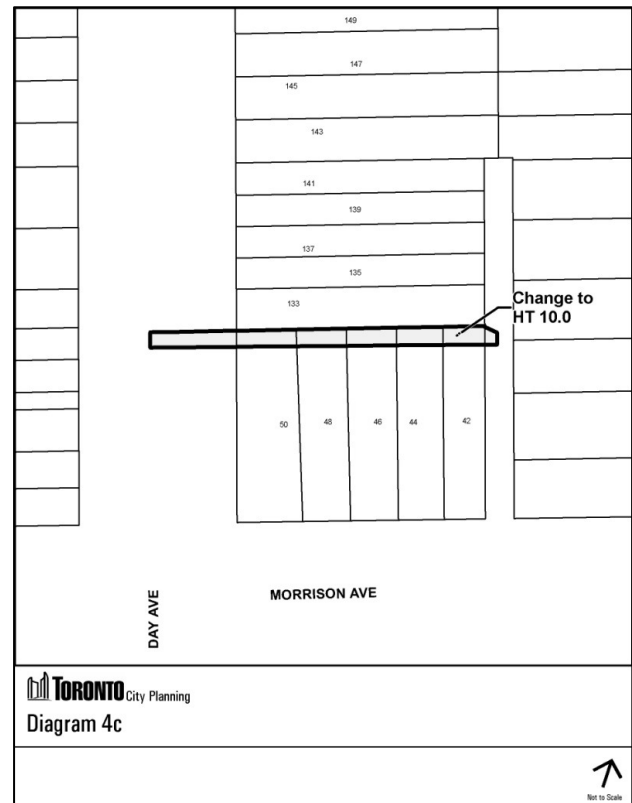 149
147
145
143
141
139
137
135
133
Change to
HT 10.0
50
48
46
44
42
MORRISON AVE
DAY AVE
TORONTO City Planning
Diagram 4c
Not to Scale